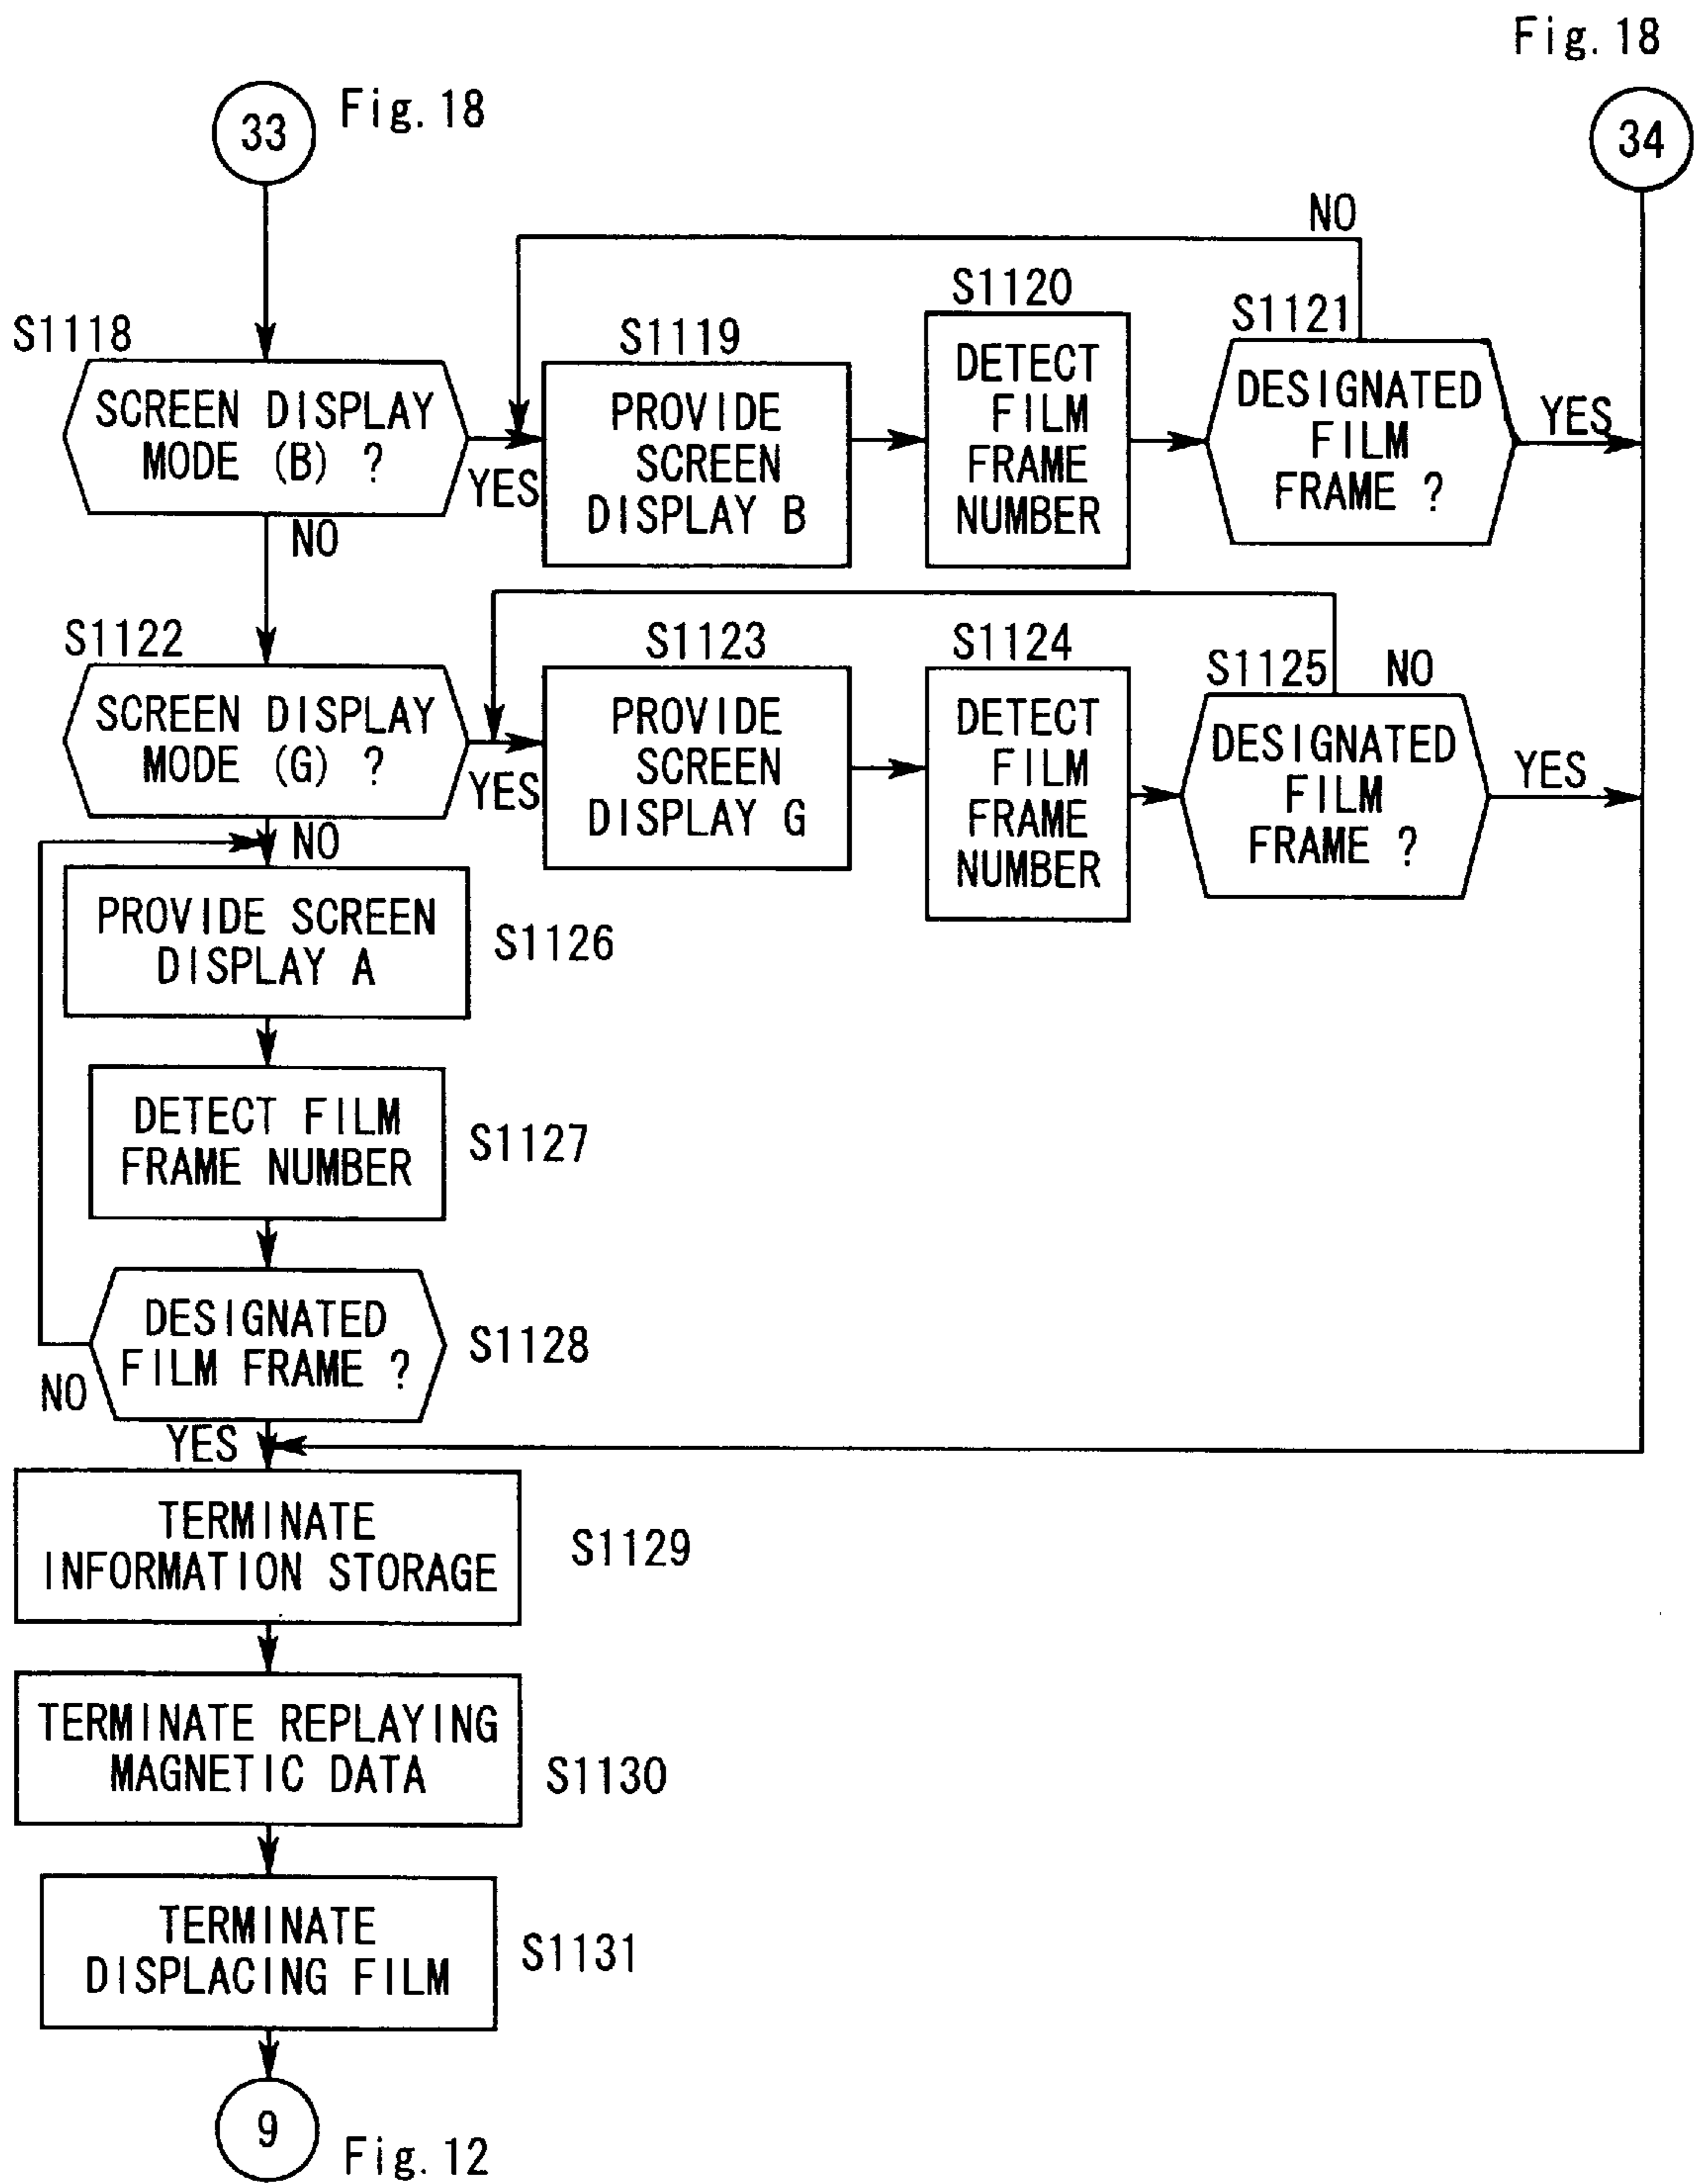 Fig. 18
33
Fig. 18
34
NO
S1118
SCREEN DISPLAY
MODE (B) ?
YES
NO
S1119
PROVIDE
SCREEN
DISPLAY B
S1120
DETECT
FILM
FRAME
NUMBER
S1121
DESIGNATED
FILM
FRAME ?
YES
S1122
SCREEN DISPLAY
MODE (G) ?
YES
NO
S1123
PROVIDE
SCREEN
DISPLAY G
S1124
DETECT
FILM
FRAME
NUMBER
S1125
NO
DESIGNATED
FILM
FRAME ?
YES
PROVIDE SCREEN
DISPLAY A
S1126
DETECT FILM
FRAME NUMBER
S1127
DESIGNATED
FILM FRAME ?
S1128
NO
YES
TERMINATE
INFORMATION STORAGE
S1129
TERMINATE REPLAYING
MAGNETIC DATA
S1130
TERMINATE
DISPLACING FILM
S1131
9
Fig. 12